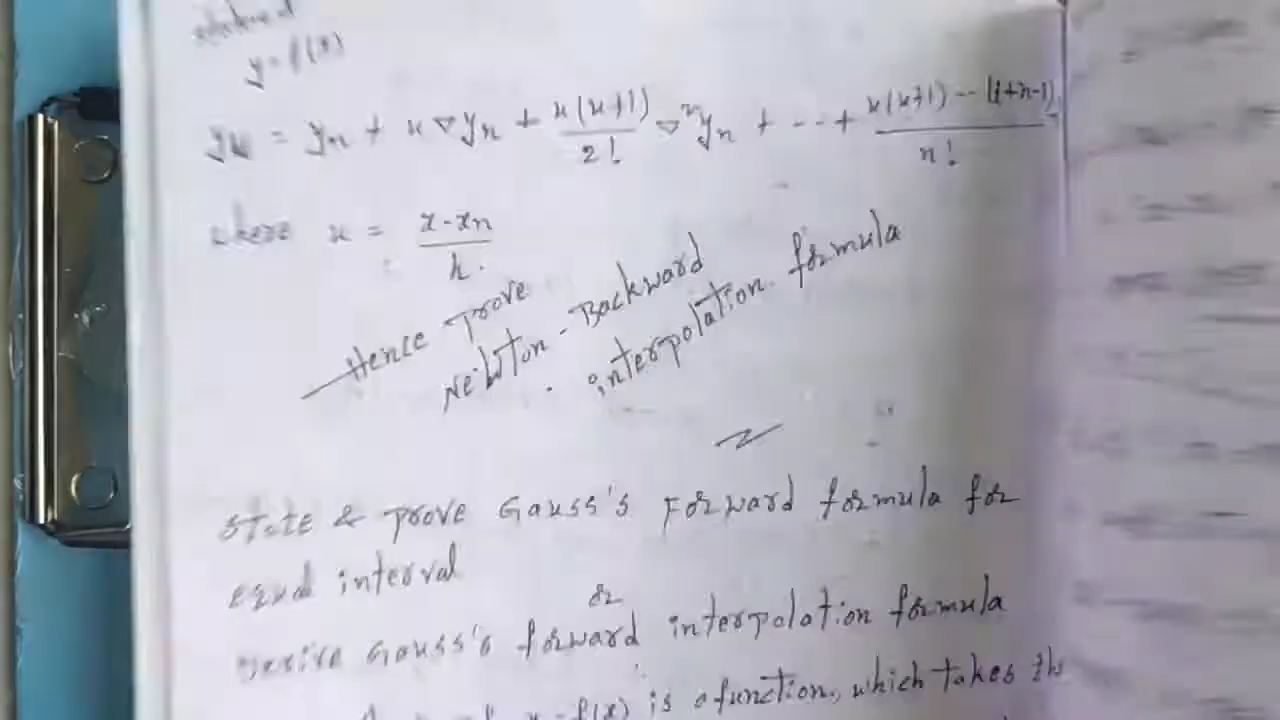 y = f(x)
yu = yn + u ▽yn + u(u+1)/2! ▽²yn + --- + u(u+1)---(u+n-1)/n!
where u = x-xn/h.
Hence prove
Newton - Backward
interpolation formula
State & prove Gauss's Forward formula for
equal interval
or
Derive Gauss's forward interpolation formula
f(x) is a function, which takes the